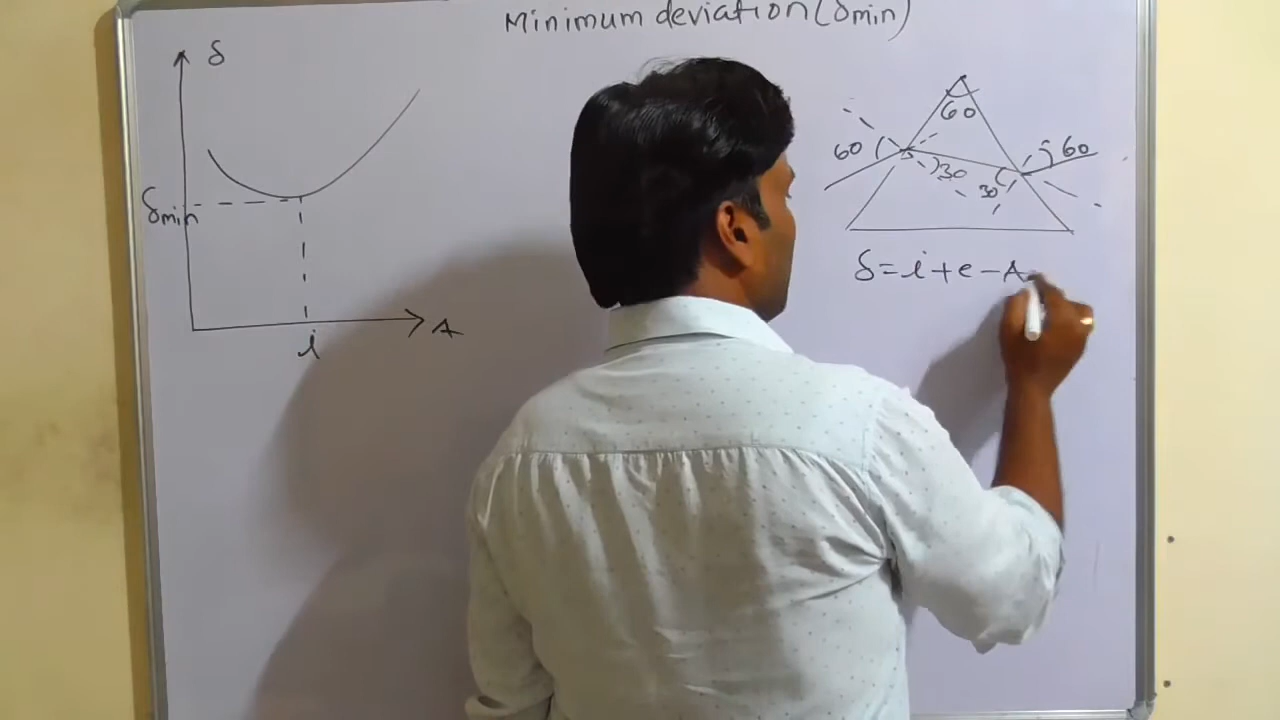 Minimum deviation (δmin)
δ
δmin
i
A
60
60
30
30
60
δ = i + e - A